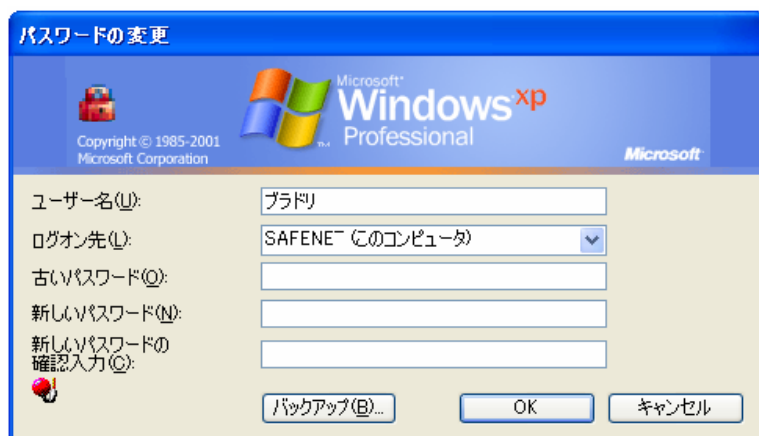 パスワードの変更
Microsoft
Windows xp
Professional
Copyright © 1985-2001
Microsoft Corporation
Microsoft
ユーザー名(U):
ブラドリ
ログオン先(L):
SAFENET (このコンピュータ)
古いパスワード(O):
新しいパスワード(N):
新しいパスワードの
確認入力(C):
バックアップ(B)...
OK
キャンセル